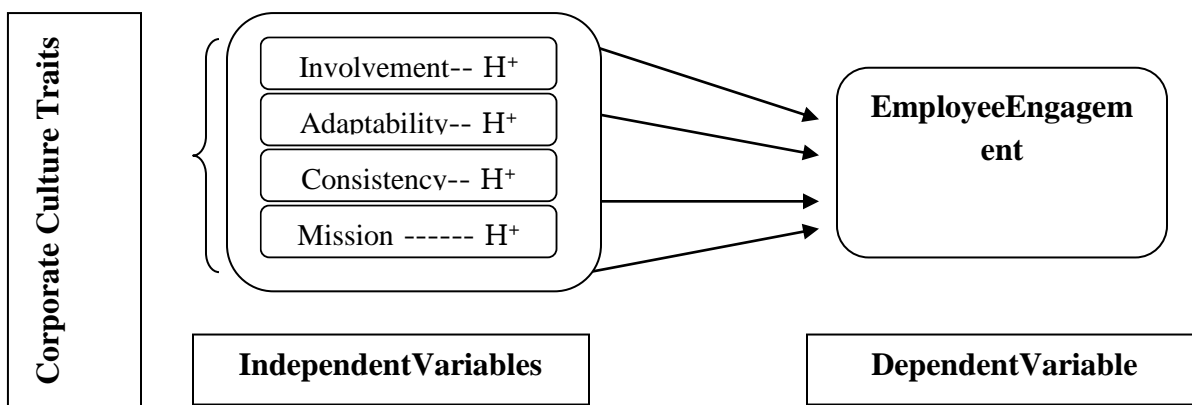 Corporate Culture Traits
Involvement-- H⁺
Adaptability-- H⁺
Consistency-- H⁺
Mission ------ H⁺
EmployeeEngagem
ent
IndependentVariables
DependentVariable